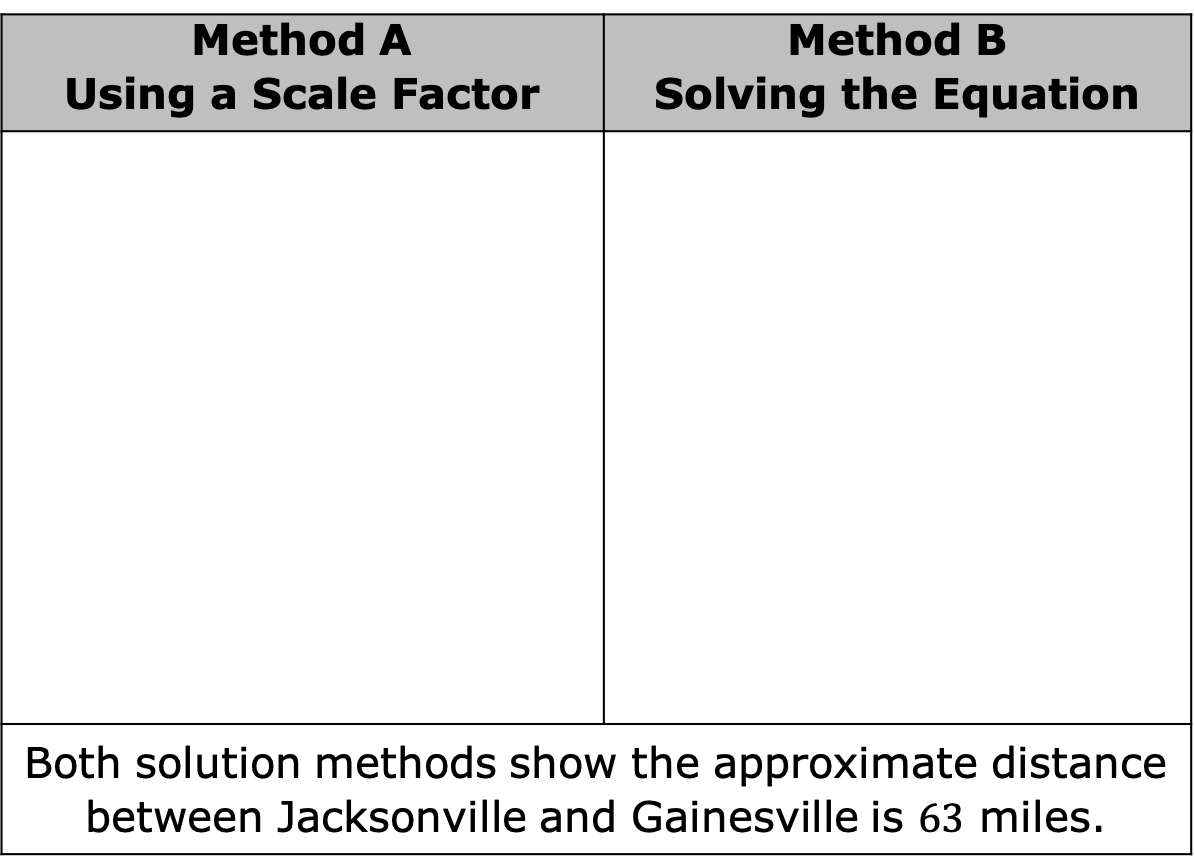 Method A
Using a Scale Factor
Method B
Solving the Equation
Both solution methods show the approximate distance
between Jacksonville and Gainesville is 63 miles.